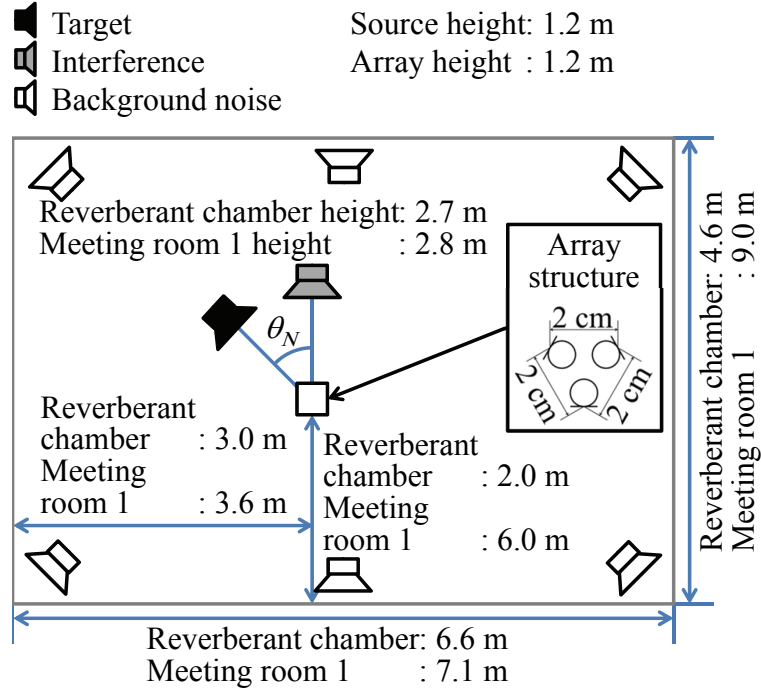 Target
Interference
Background noise
Source height: 1.2 m
Array height : 1.2 m
Reverberant chamber height: 2.7 m
Meeting room 1 height : 2.8 m
Array
structure
2 cm
2 cm
2 cm
θN
Reverberant
chamber : 3.0 m
Meeting
room 1 : 3.6 m
Reverberant
chamber : 2.0 m
Meeting
room 1 : 6.0 m
Reverberant chamber: 4.6 m
Meeting room 1 : 9.0 m
Reverberant chamber: 6.6 m
Meeting room 1 : 7.1 m